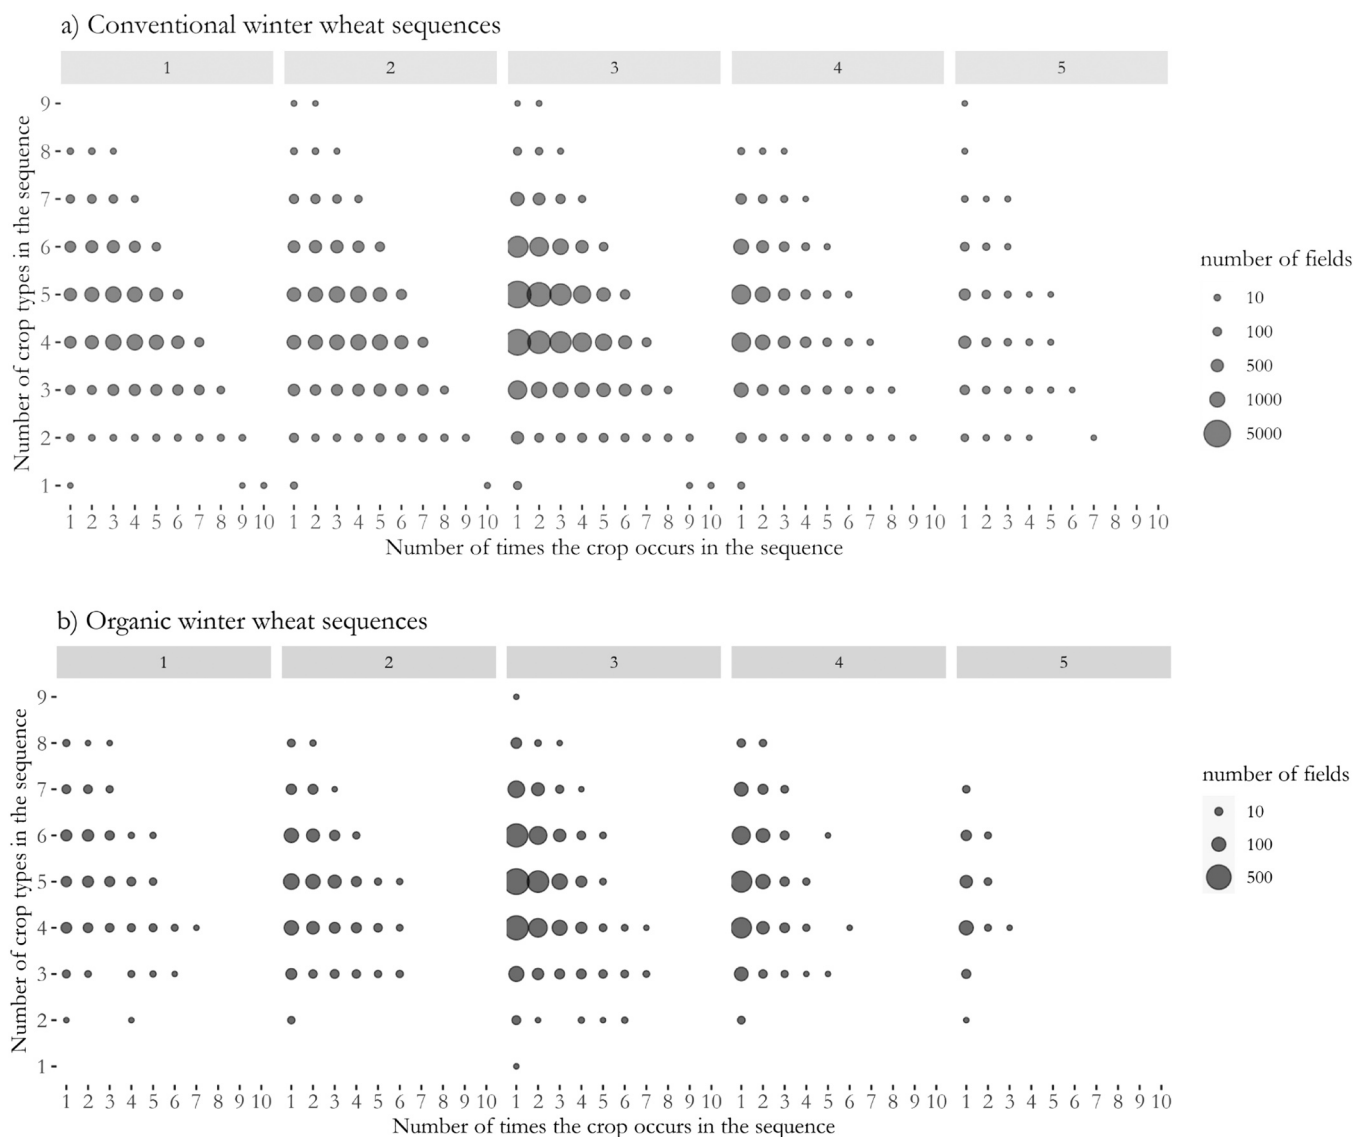 a) Conventional winter wheat sequences
1 2 3 4 5
Number of crop types in the sequence
9
8
7
6
5
4
3
2
1
1 2 3 4 5 6 7 8 9 10 1 2 3 4 5 6 7 8 9 10 1 2 3 4 5 6 7 8 9 10 1 2 3 4 5 6 7 8 9 10 1 2 3 4 5 6 7 8 9 10
Number of times the crop occurs in the sequence
number of fields
10
100
500
1000
5000
b) Organic winter wheat sequences
1 2 3 4 5
Number of crop types in the sequence
9
8
7
6
5
4
3
2
1
1 2 3 4 5 6 7 8 9 10 1 2 3 4 5 6 7 8 9 10 1 2 3 4 5 6 7 8 9 10 1 2 3 4 5 6 7 8 9 10 1 2 3 4 5 6 7 8 9 10
Number of times the crop occurs in the sequence
number of fields
10
100
500